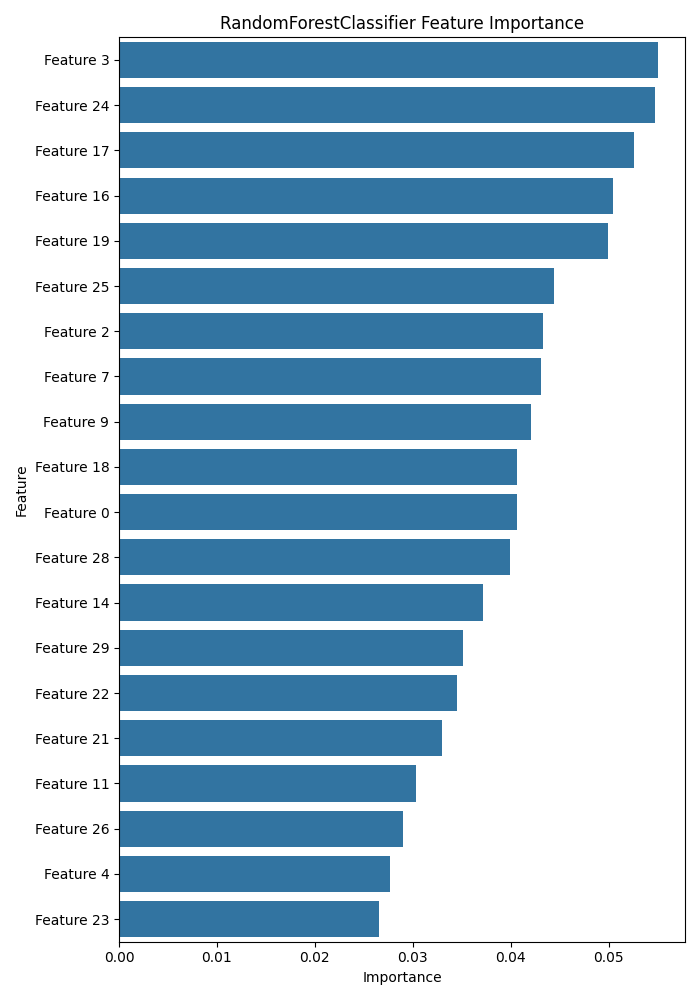 RandomForestClassifier Feature Importance
Feature 3
Feature 24
Feature 17
Feature 16
Feature 19
Feature 25
Feature 2
Feature 7
Feature 9
Feature 18
Feature 0
Feature 28
Feature 14
Feature 29
Feature 22
Feature 21
Feature 11
Feature 26
Feature 4
Feature 23
Feature
0.00 0.01 0.02 0.03 0.04 0.05
Importance